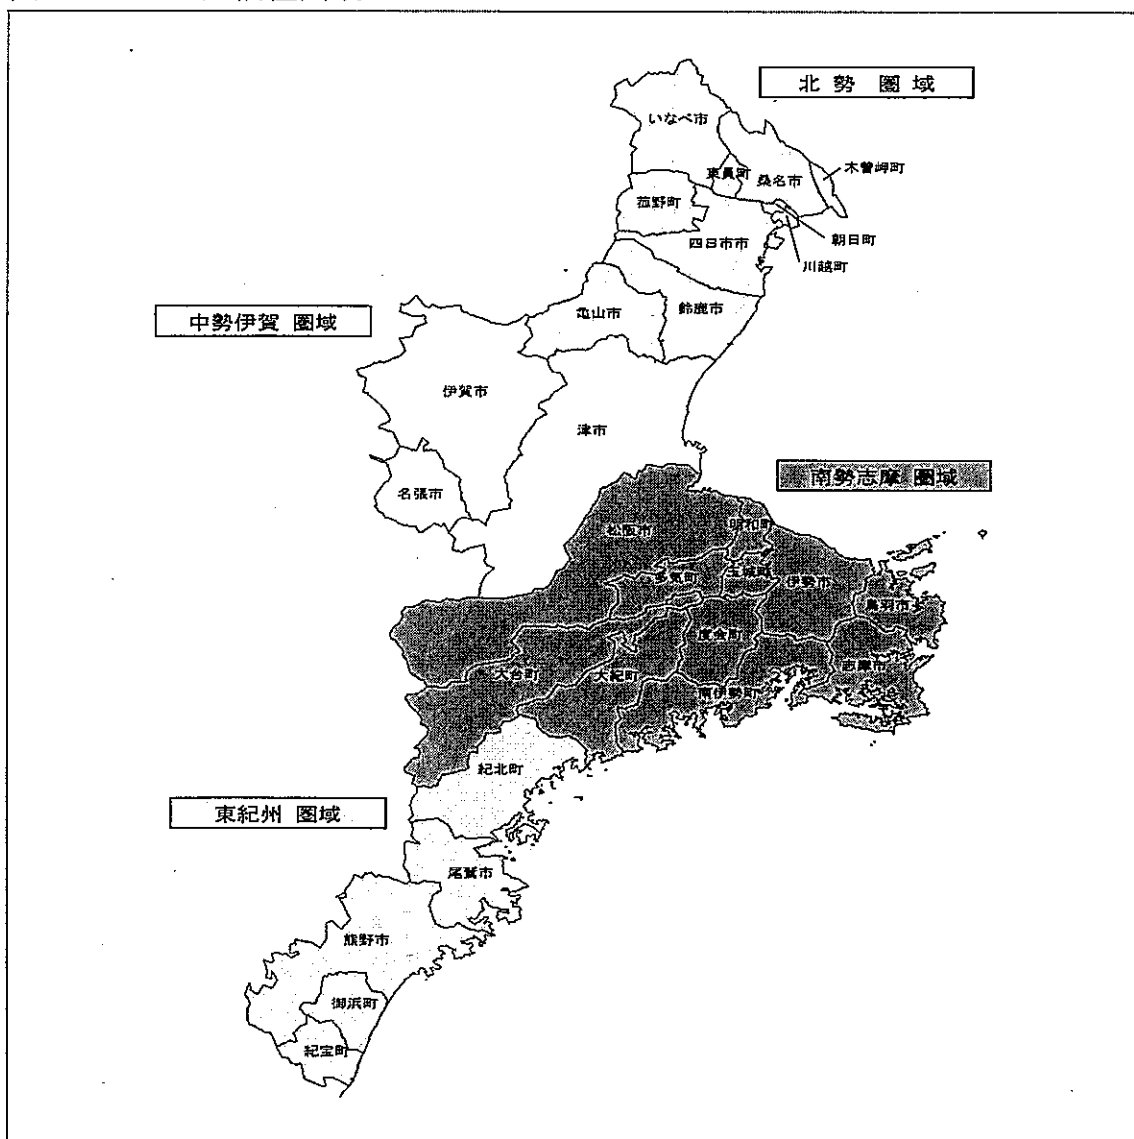 北勢 圏域
いなべ市
東員町
桑名市
木曽岬町
菰野町
朝日町
四日市市
川越町
中勢伊賀 圏域
亀山市
鈴鹿市
伊賀市
津市
南勢志摩 圏域
名張市
松阪市
明和町
多気町
玉城町
伊勢市
鳥羽市
度会町
志摩市
大台町
大紀町
南伊勢町
紀北町
東紀州 圏域
尾鷲市
熊野市
御浜町
紀宝町